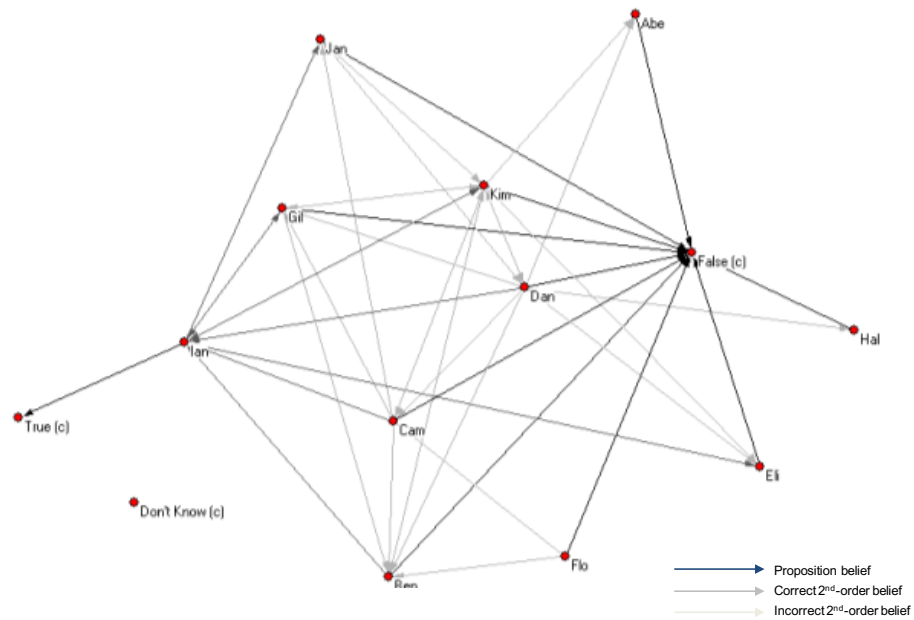 Abe
Jan
Kim
Gil
False (c)
Dan
Hal
Ian
True (c)
Cam
Eli
Don't Know (c)
Flo
Ben
Proposition belief
Correct 2nd-order belief
Incorrect 2nd-order belief